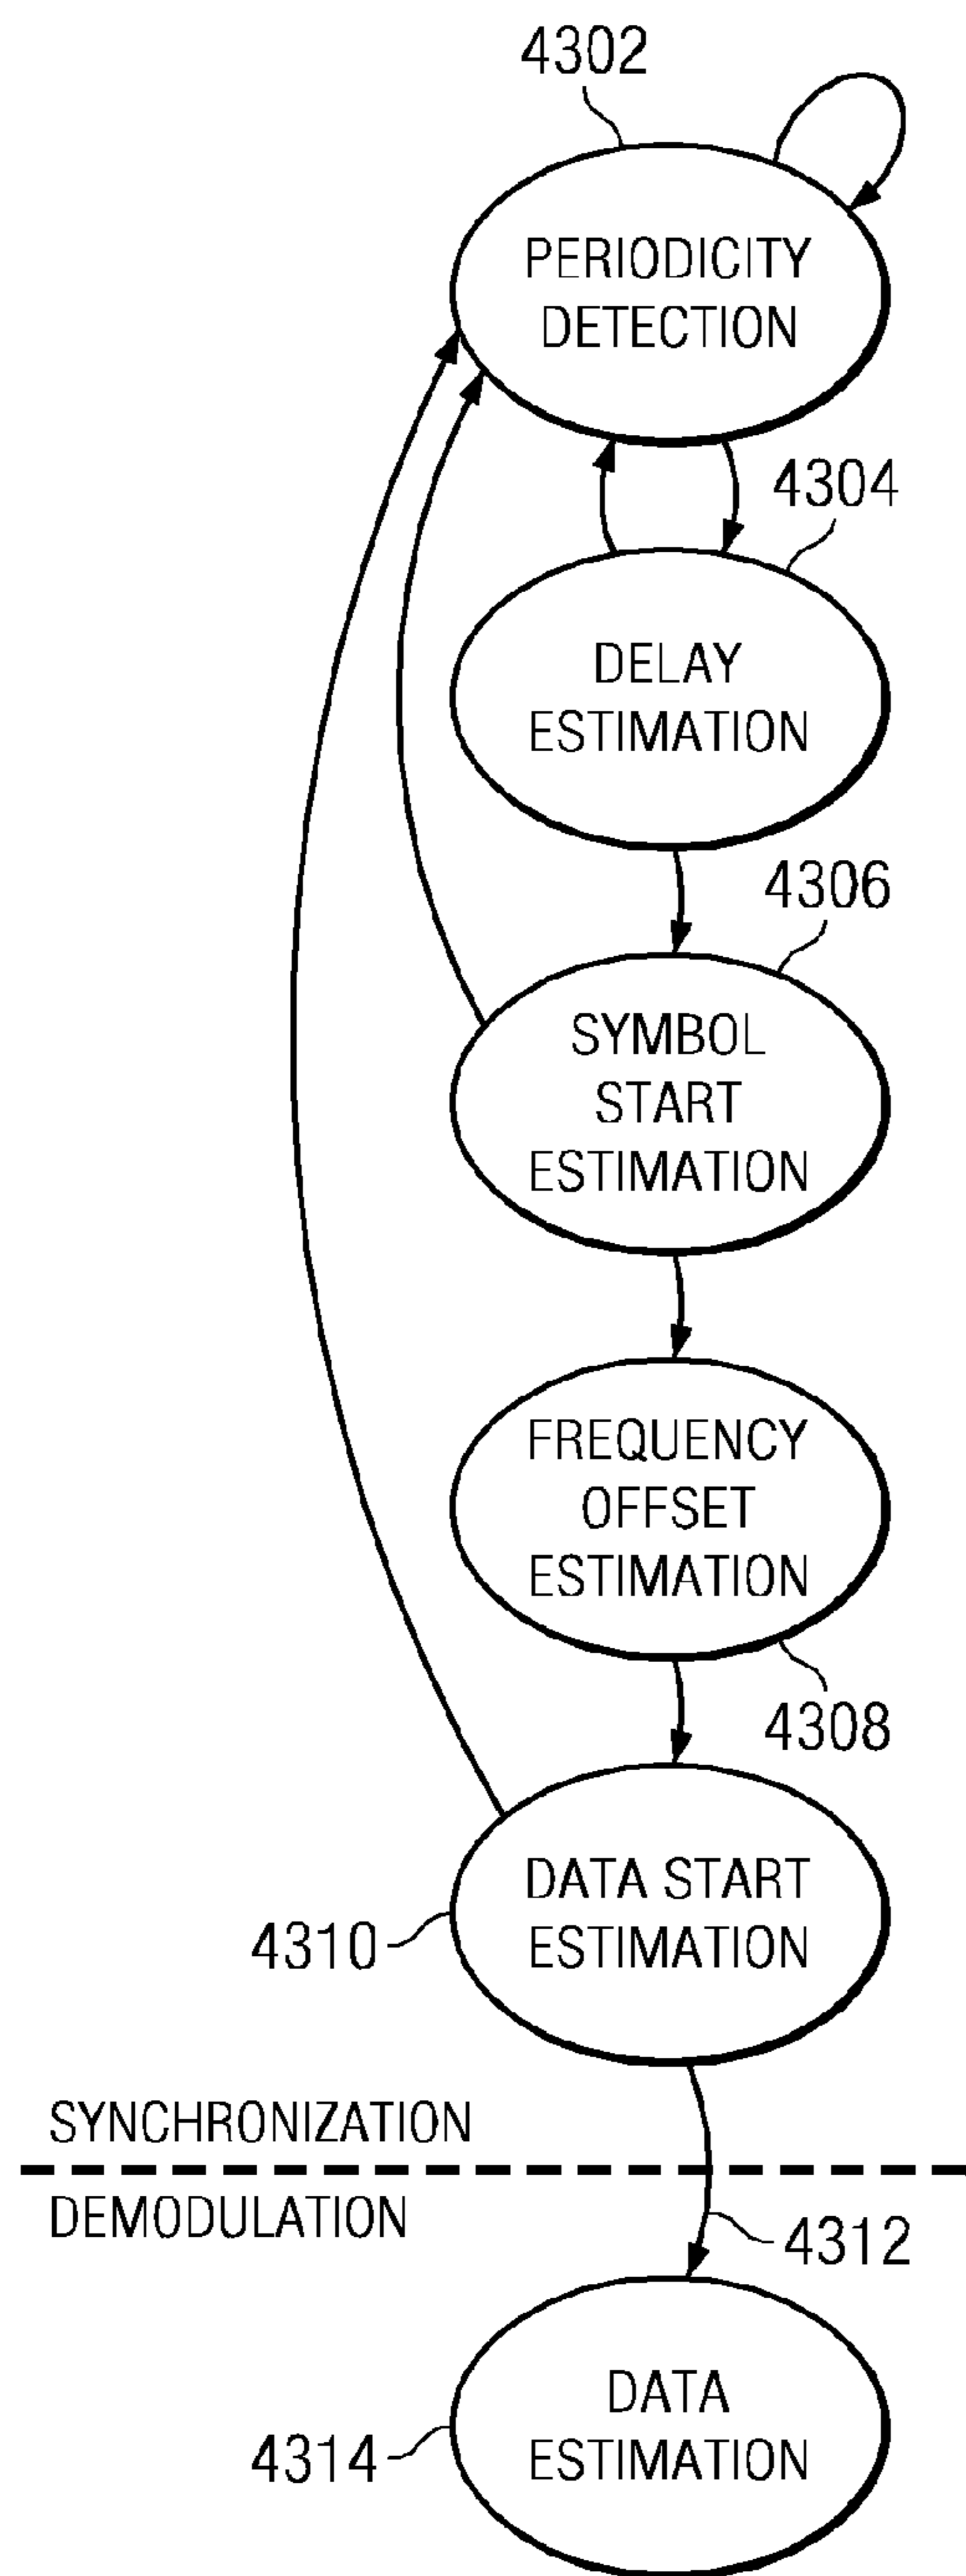 4302
PERIODICITY
DETECTION
4304
DELAY
ESTIMATION
4306
SYMBOL
START
ESTIMATION
FREQUENCY
OFFSET
ESTIMATION
4308
DATA START
ESTIMATION
4310
SYNCHRONIZATION
DEMODULATION
4312
DATA
ESTIMATION
4314